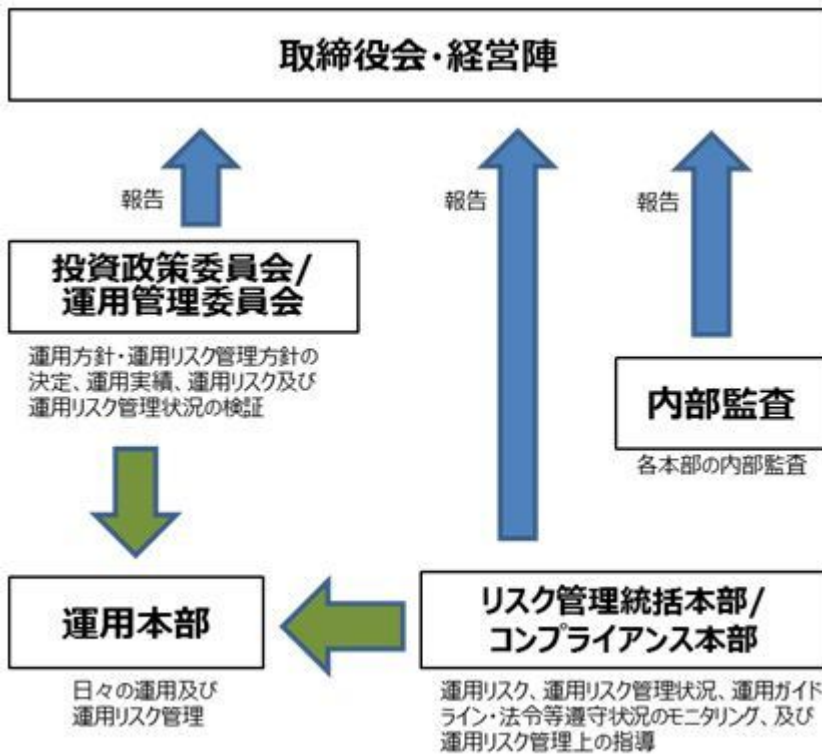 取締役会・経営陣
報告
報告
報告
投資政策委員会/
運用管理委員会
運用方針・運用リスク管理方針の
決定、運用実績、運用リスク及び
運用リスク管理状況の検証
内部監査
各本部の内部監査
運用本部
日々の運用及び
運用リスク管理
リスク管理統括本部/
コンプライアンス本部
運用リスク、運用リスク管理状況、運用ガイド
ライン・法令等遵守状況のモニタリング、及び
運用リスク管理上の指導